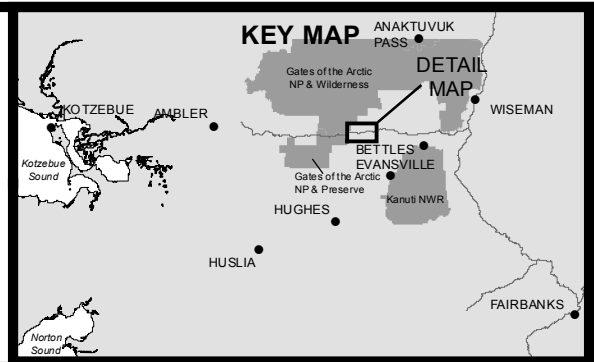 KEY MAP
ANAKTUVUK
PASS
DETAIL
MAP
Gates of the Arctic
NP & Wilderness
WISEMAN
KOTZEBUE
AMBLER
Kotzebue
Sound
BETTLES
EVANSVILLE
Gates of the Arctic
NP & Preserve
Kanuti NWR
HUGHES
HUSLIA
FAIRBANKS
Norton
Sound